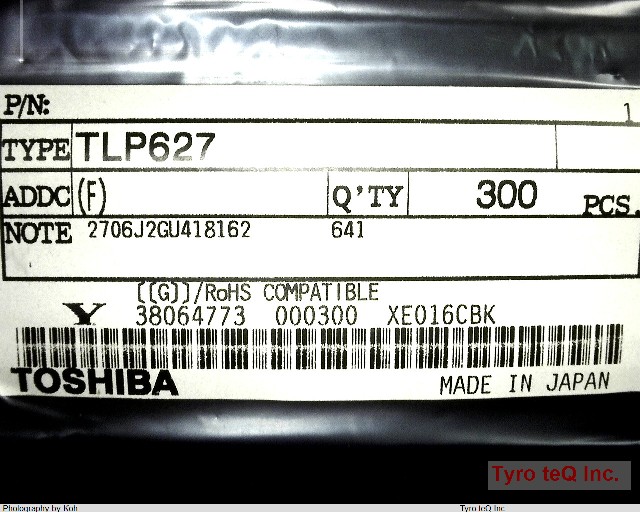 P/N: 1
TYPE TLP627
ADDC (F) Q'TY 300 PCS.
NOTE 2706J2GU418162 641
[[G]]/RoHS COMPATIBLE
Y 38064773 000300 XE016CBK
TOSHIBA MADE IN JAPAN
Tyro teQ Inc.
Photography by Koh Tyro teQ Inc